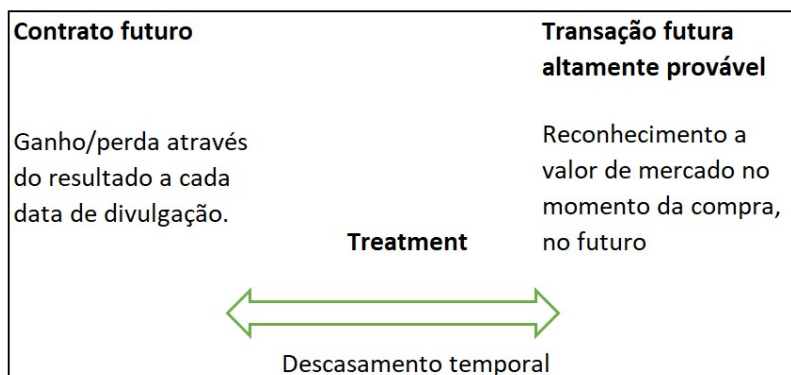 Contrato futuro
Ganho/perda através
do resultado a cada
data de divulgação.
Treatment
Transação futura
altamente provável
Reconhecimento a
valor de mercado no
momento da compra,
no futuro
Descasamento temporal